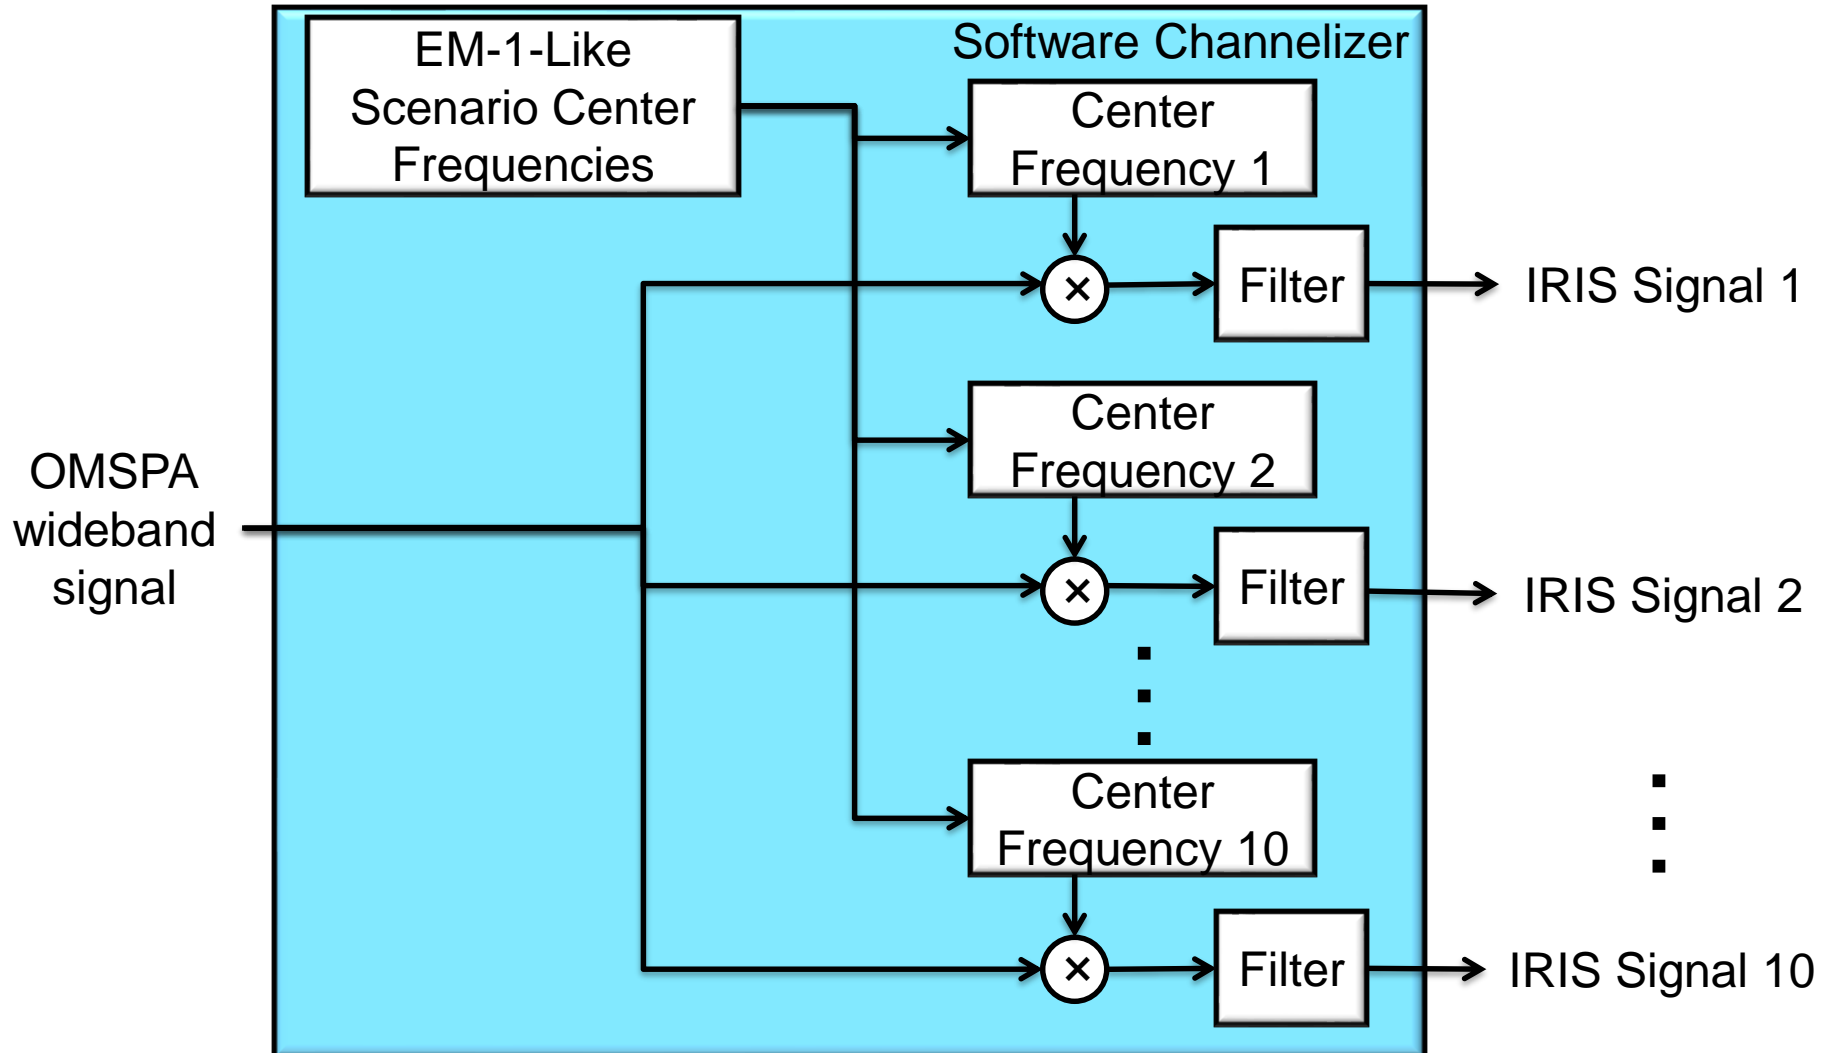 EM-1-Like
Scenario Center
Frequencies
Software Channelizer
Center
Frequency 1
×
Filter
IRIS Signal 1
Center
Frequency 2
×
Filter
IRIS Signal 2
OMSPA
wideband
signal
Center
Frequency 10
×
Filter
IRIS Signal 10